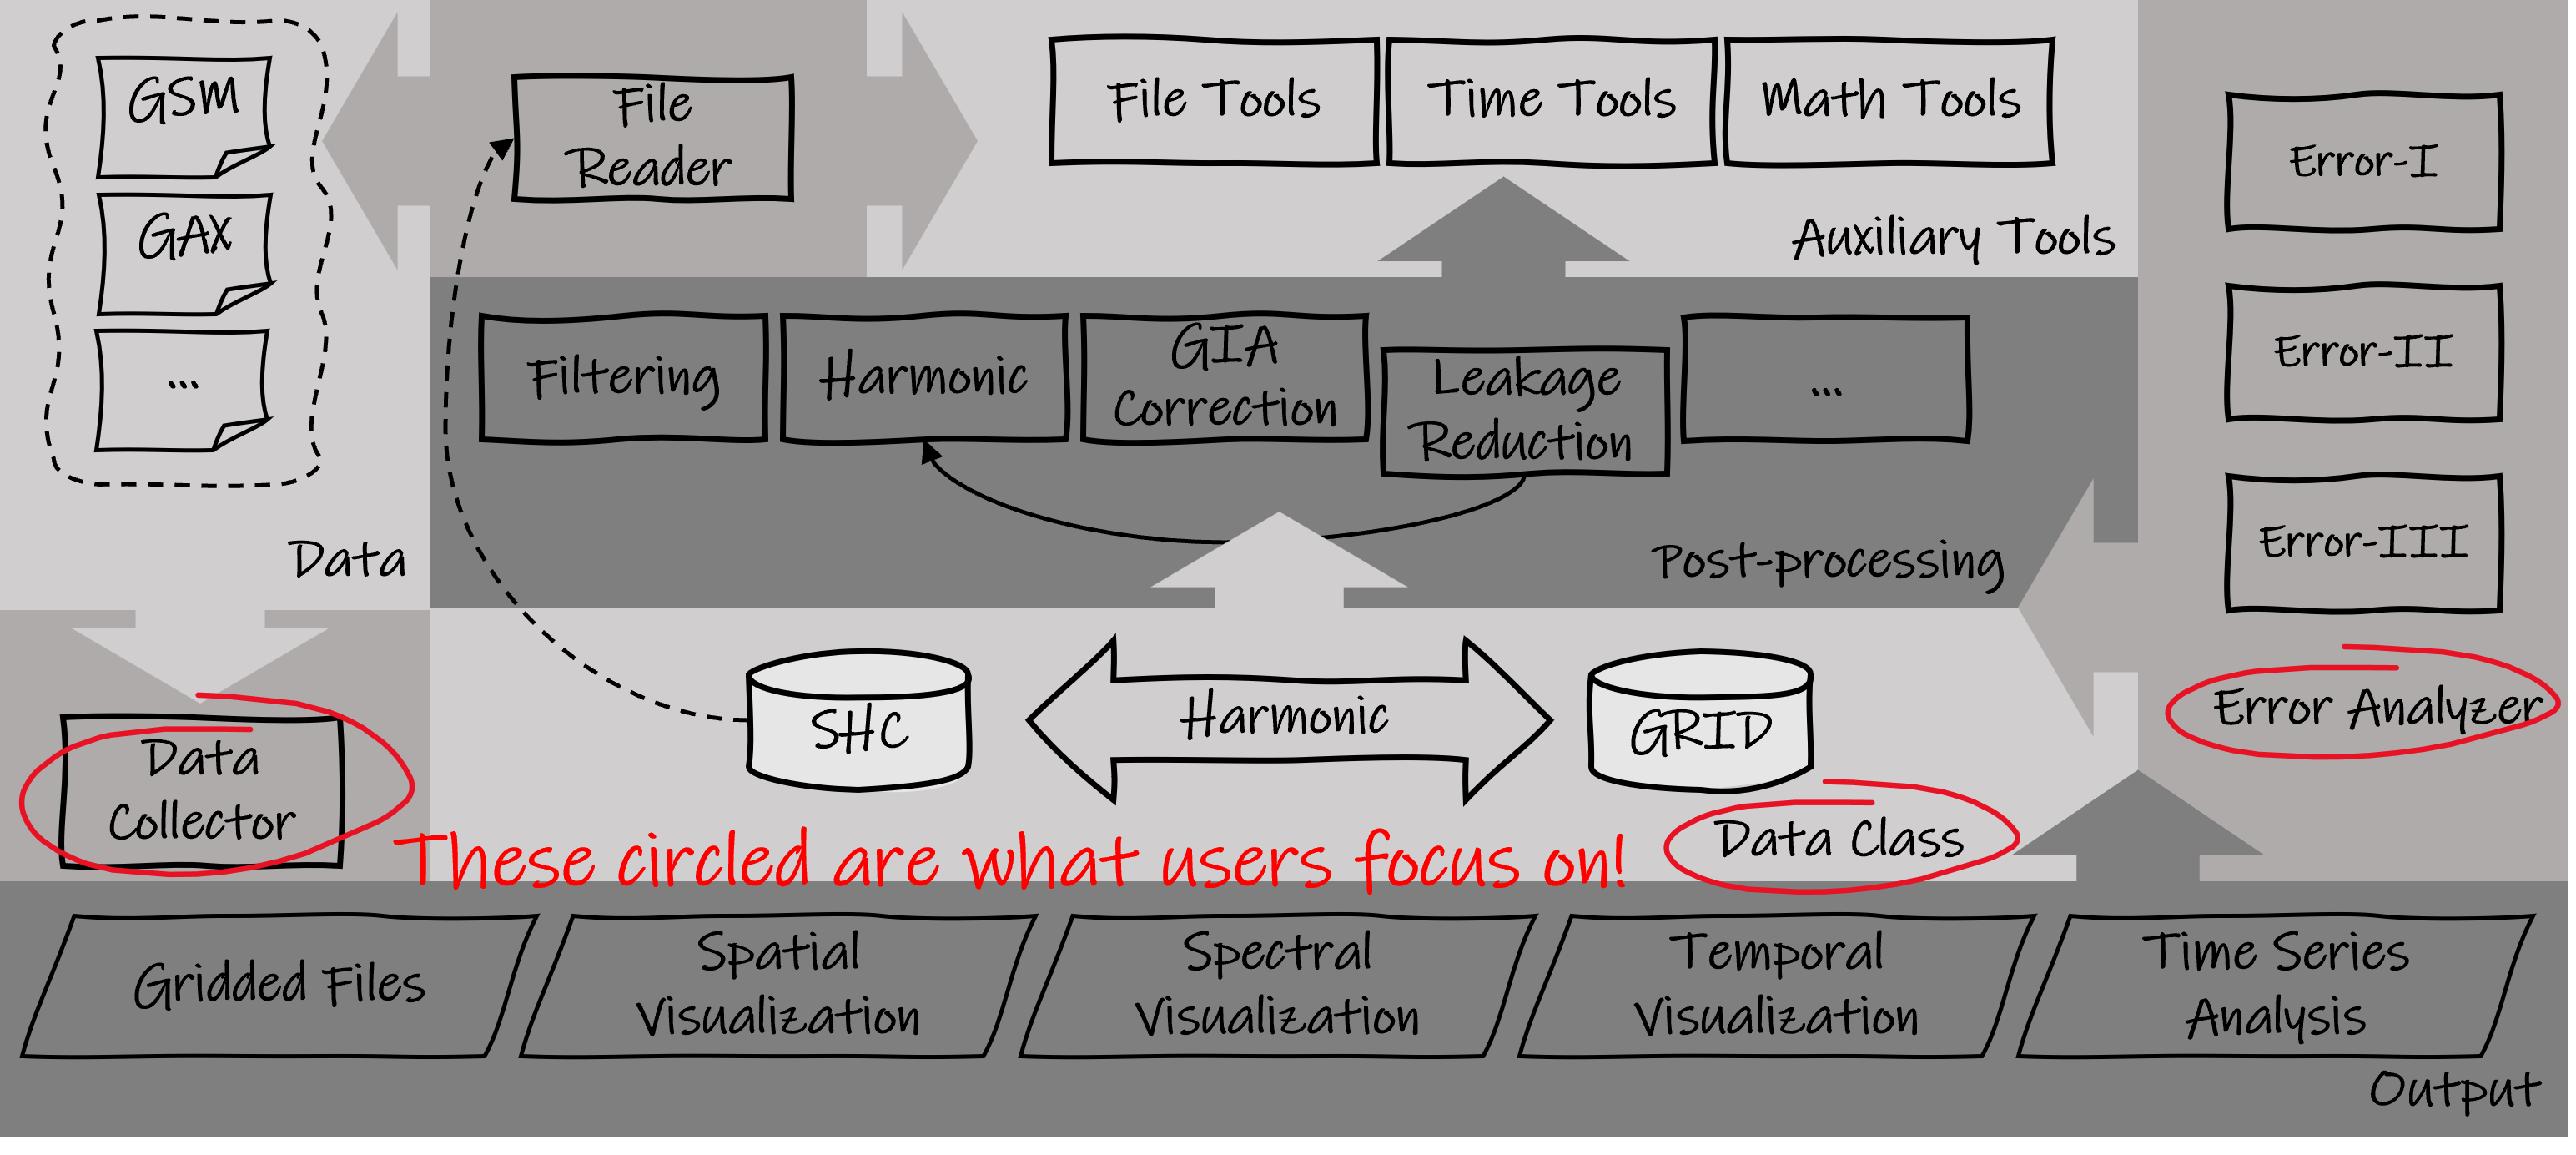 GSM
GAX
...
Data
File
Reader
File Tools
Time Tools
Math Tools
Auxiliary Tools
Error-I
Error-II
Error-III
Error Analyzer
Filtering
Harmonic
GIA
Correction
Leakage
Reduction
...
Post-processing
Data
Collector
SHC
Harmonic
GRID
Data Class
These circled are what users focus on!
Gridded Files
Spatial
Visualization
Spectral
Visualization
Temporal
Visualization
Time Series
Analysis
Output